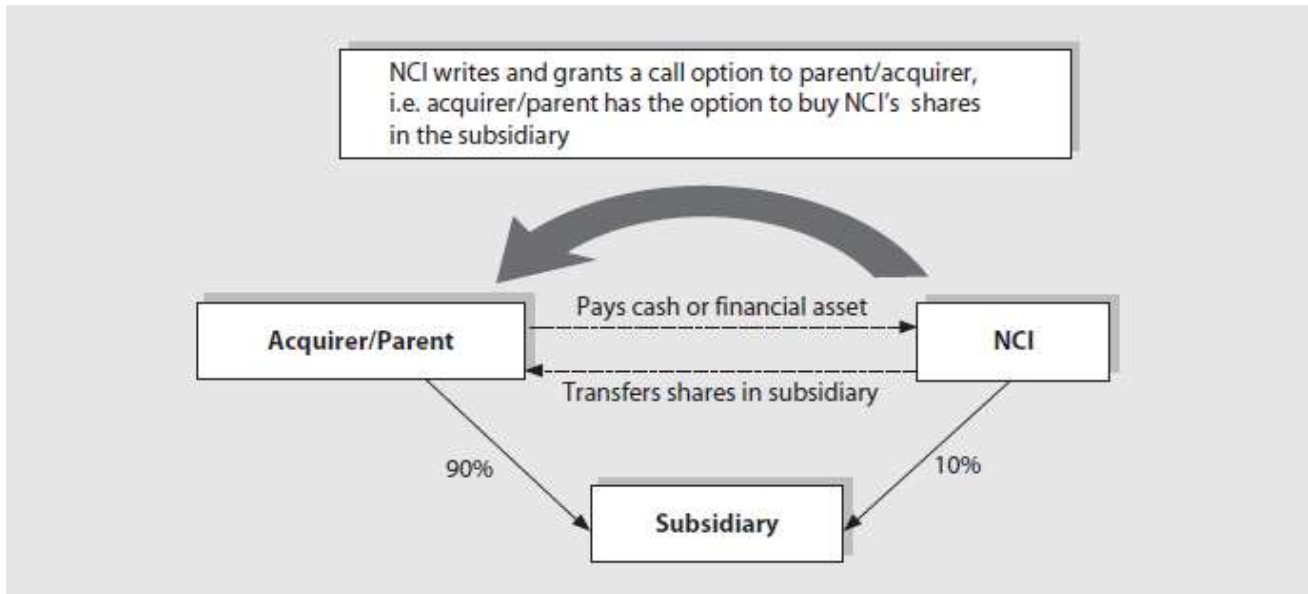 NCI writes and grants a call option to parent/acquirer,
i.e. acquirer/parent has the option to buy NCI's shares
in the subsidiary
Pays cash or financial asset
Acquirer/Parent
NCI
Transfers shares in subsidiary
90%
10%
Subsidiary